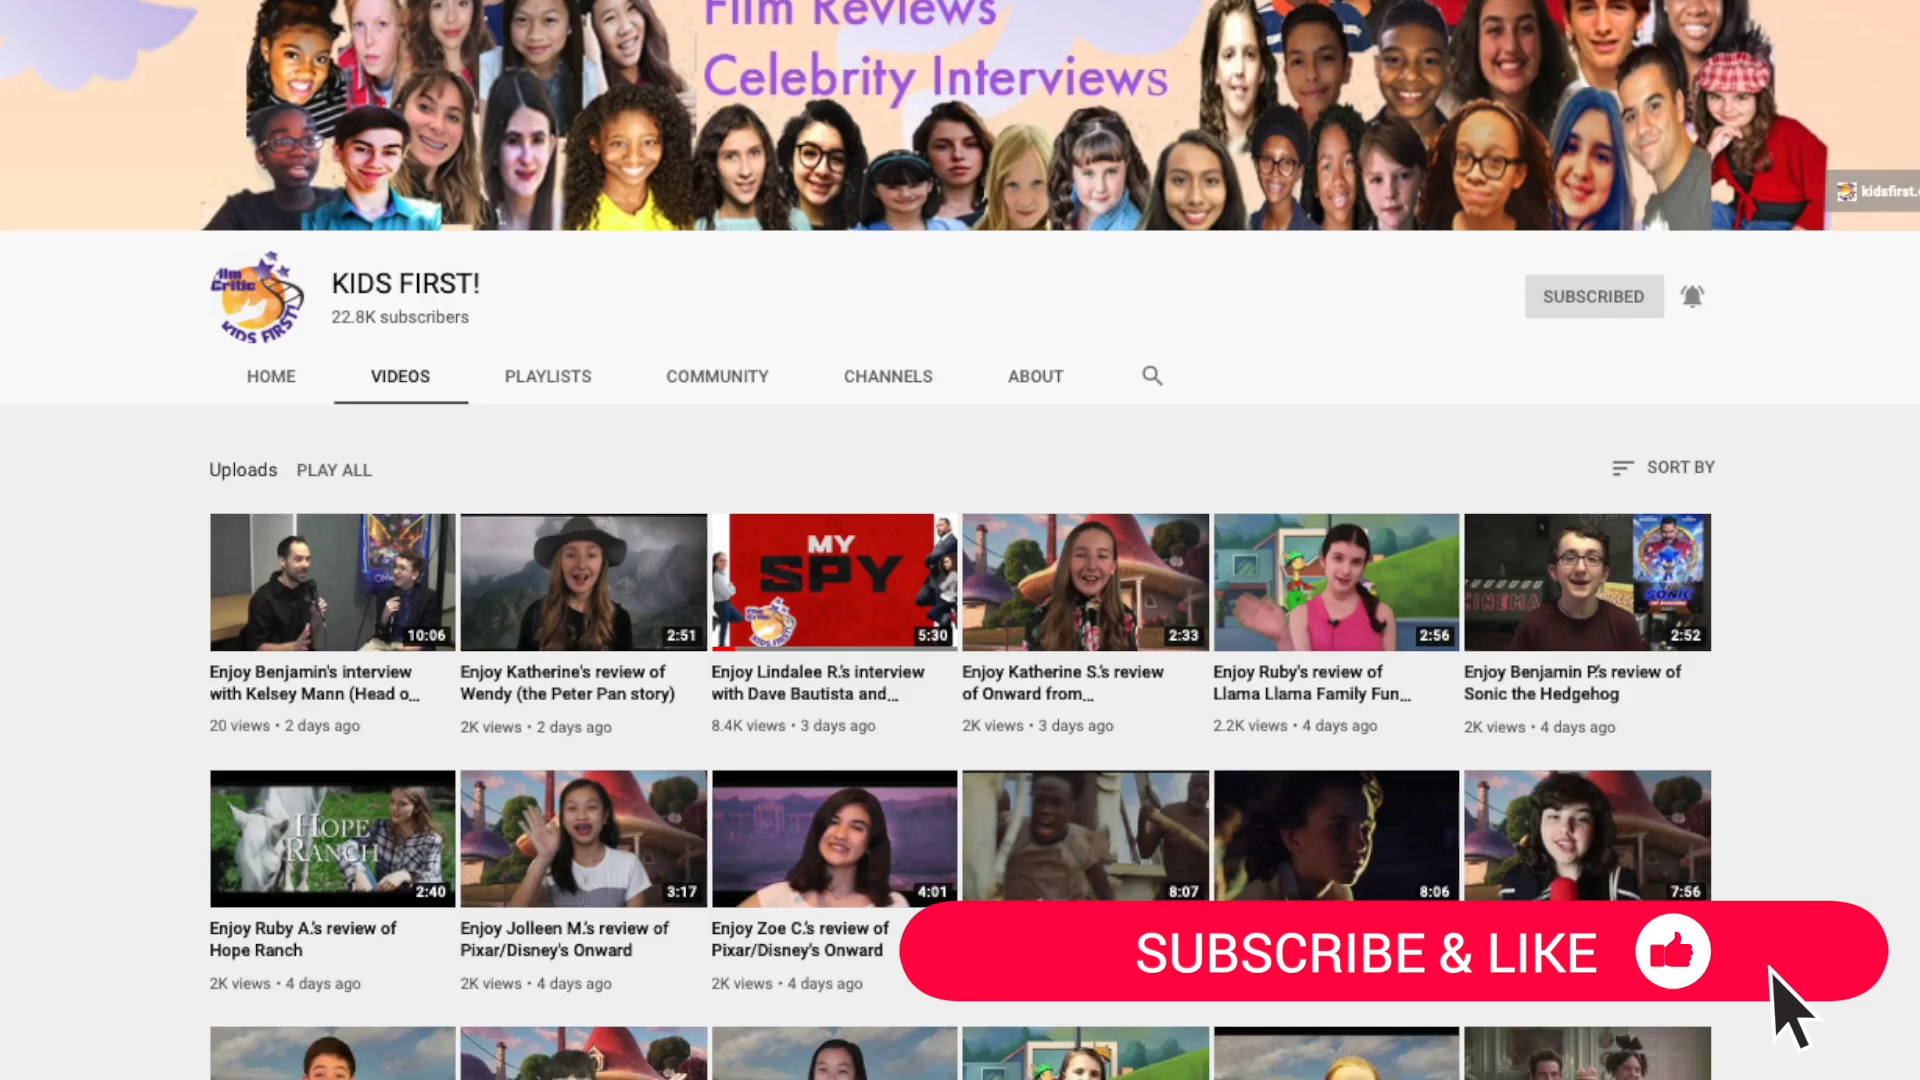 Film Reviews
Celebrity Interviews
kidsfirst.
Film
Critic
KIDS FIRST!
KIDS FIRST!
22.8K subscribers
SUBSCRIBED
HOME VIDEOS PLAYLISTS COMMUNITY CHANNELS ABOUT
Uploads PLAY ALL
SORT BY
MY
SPY
CINEMA
SONIC
10:06 2:51 5:30 2:33 2:56 2:52
Enjoy Benjamin's interview
with Kelsey Mann (Head o...
20 views • 2 days ago
Enjoy Katherine's review of
Wendy (the Peter Pan story)
2K views • 2 days ago
Enjoy Lindalee R.'s interview
with Dave Bautista and...
8.4K views • 3 days ago
Enjoy Katherine S.'s review
of Onward from...
2K views • 3 days ago
Enjoy Ruby's review of
Llama Llama Family Fun...
2.2K views • 4 days ago
Enjoy Benjamin P.'s review of
Sonic the Hedgehog
2K views • 4 days ago
HOPE
RANCH
2:40 3:17 4:01 8:07 8:06 7:56
Enjoy Ruby A.'s review of
Hope Ranch
2K views • 4 days ago
Enjoy Jolleen M.'s review of
Pixar/Disney's Onward
2K views • 4 days ago
Enjoy Zoe C.'s review of
Pixar/Disney's Onward
2K views • 4 days ago
SUBSCRIBE & LIKE